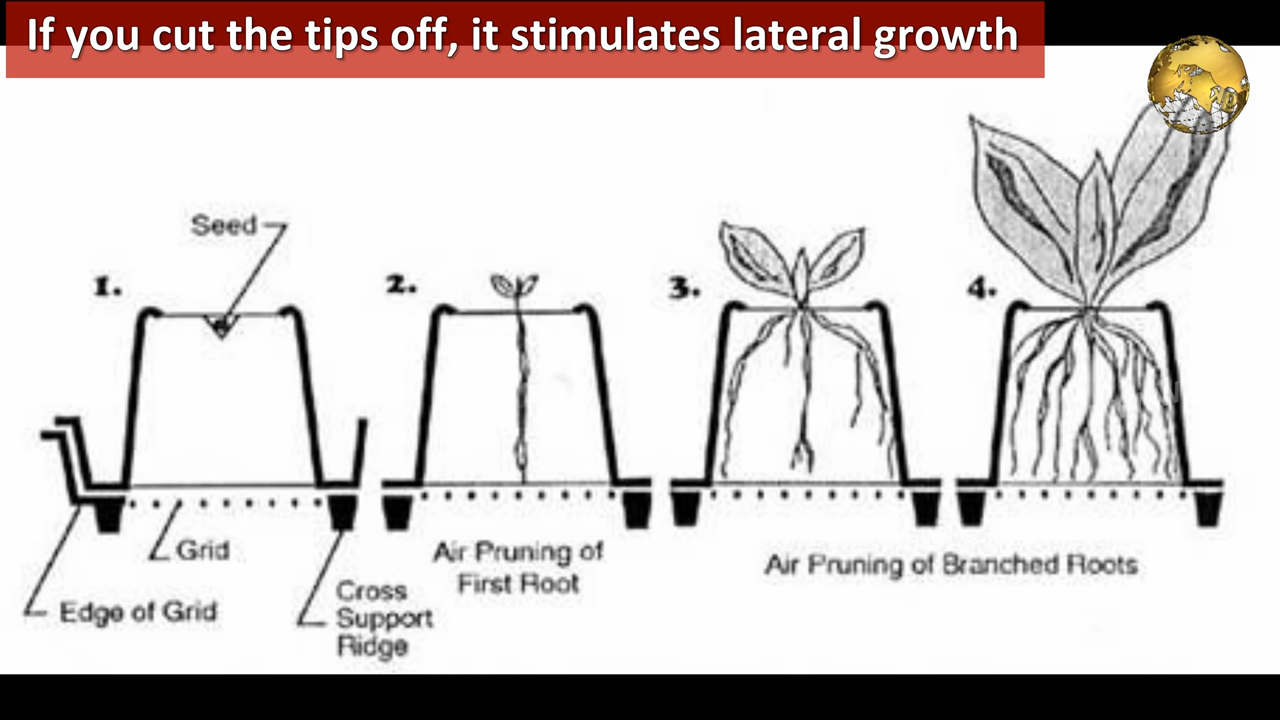 If you cut the tips off, it stimulates lateral growth
Seed
1.
2.
3.
4.
Grid
Edge of Grid
Cross
Support
Ridge
Air Pruning of
First Root
Air Pruning of Branched Roots